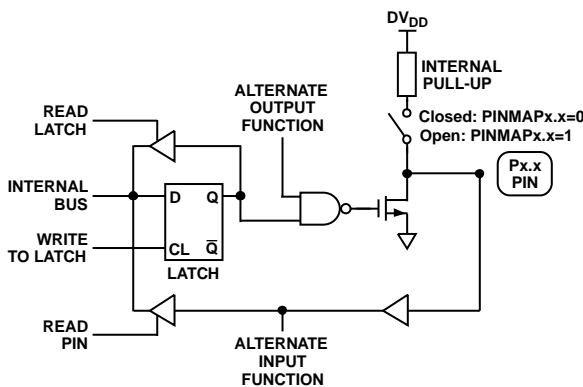 DVDD
INTERNAL
PULL-UP
Closed: PINMAPx.x=0
Open: PINMAPx.x=1
Px.x
PIN
ALTERNATE
OUTPUT
FUNCTION
READ
LATCH
INTERNAL
BUS
WRITE
TO LATCH
D Q
CL Q̅
LATCH
READ
PIN
ALTERNATE
INPUT
FUNCTION